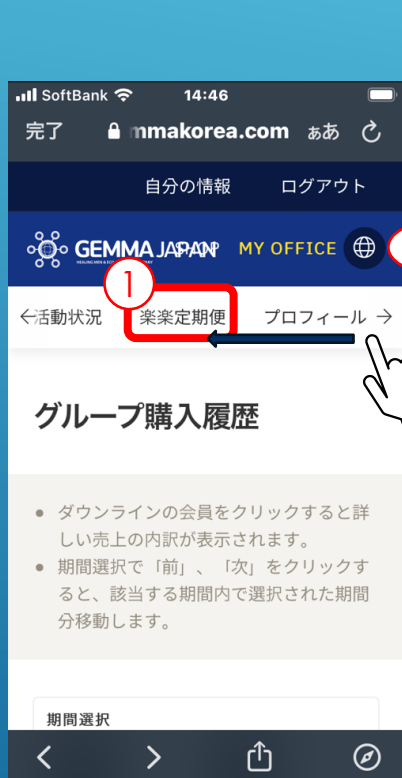 SoftBank 14:46
完了 mmakorea.com ぁあ
自分の情報 ログアウト
GEMMA JAPAN SHOP MY OFFICE
1
←活動状況 楽楽定期便 プロフィール →
グループ購入履歴
● ダウンラインの会員をクリックすると詳
しい売上の内訳が表示されます。
● 期間選択で「前」、「次」をクリックす
ると、該当する期間内で選択された期間
分移動します。
期間選択